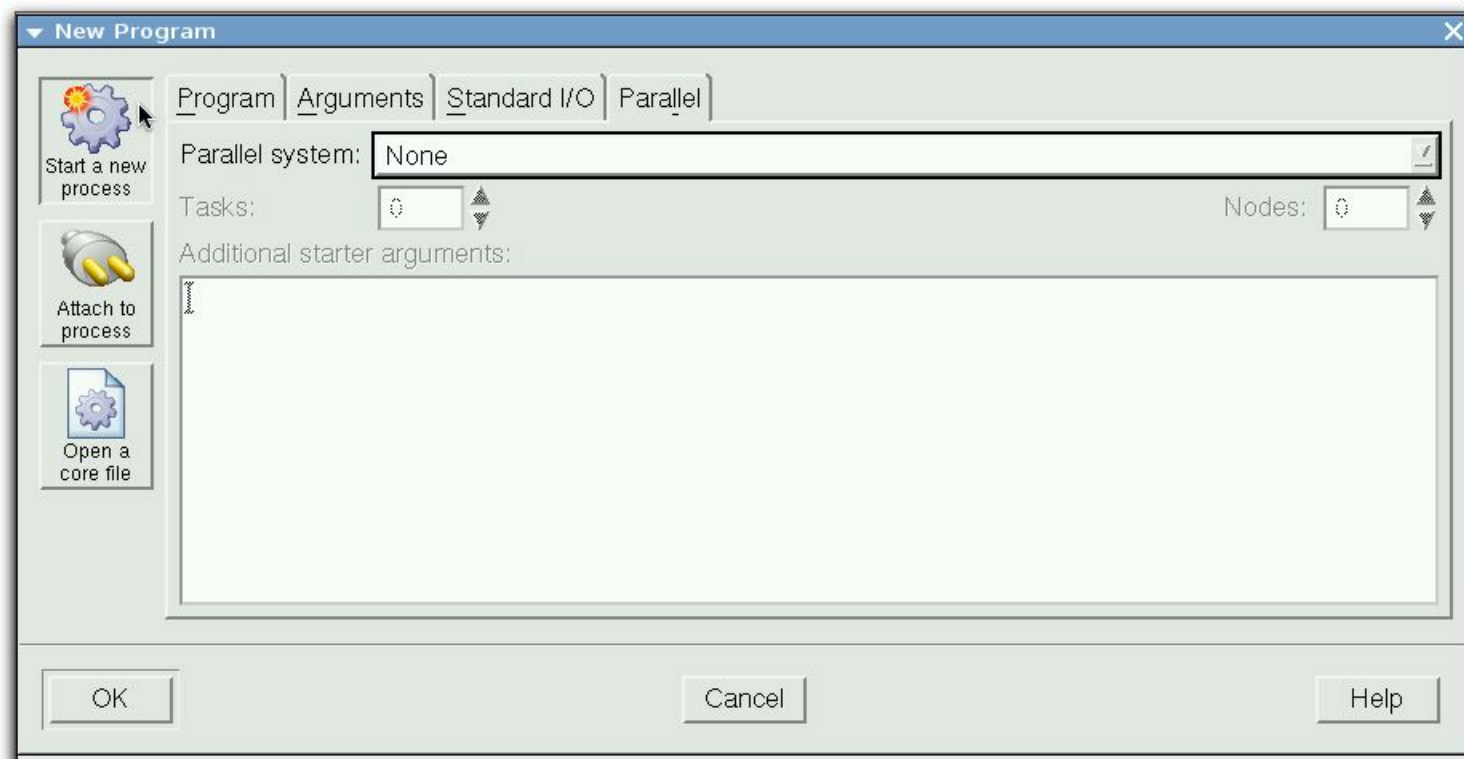 New Program
Start a new
process
Attach to
process
Open a
core file
Program Arguments Standard I/O Parallel
Parallel system: None
Tasks: 0 Nodes: 0
Additional starter arguments:
OK Cancel Help